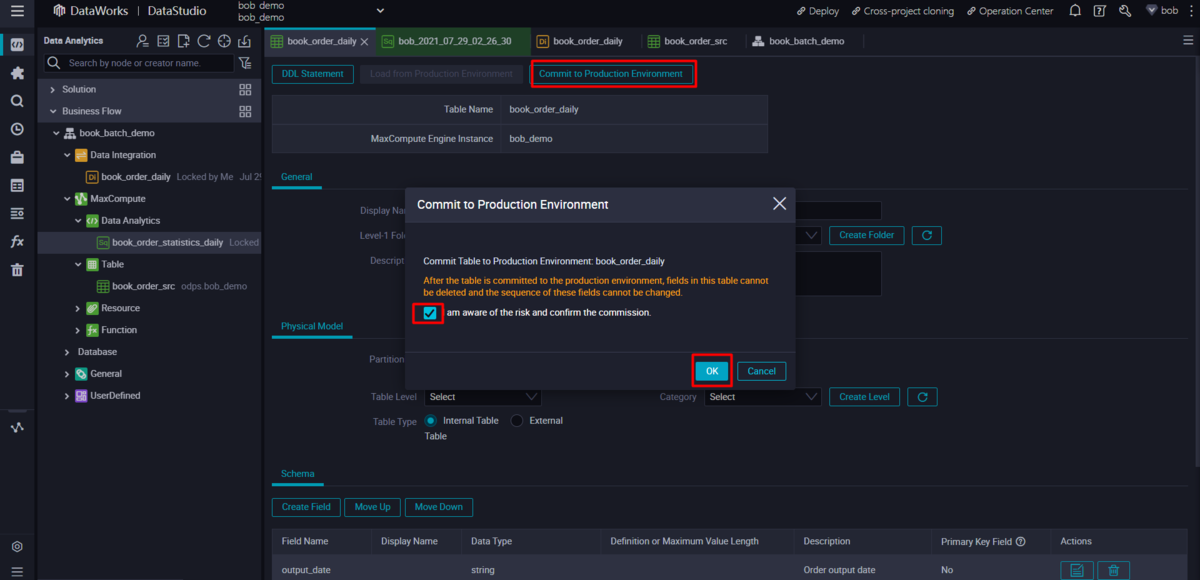 DataWorks | DataStudio
bob_demo
bob_demo
Deploy
Cross-project cloning
Operation Center
bob
Data Analytics
Search by node or creator name.
Solution
Business Flow
book_batch_demo
Data Integration
DI book_order_daily Locked by Me Jul 29
MaxCompute
Data Analytics
Sq book_order_statistics_daily Locked
Table
book_order_src odps.bob_demo
Resource
fx Function
Database
General
UserDefined
fx
book_order_daily
Sq bob_2021_07_29_02_26_30
DI book_order_daily
book_order_src
book_batch_demo
DDL Statement
Load from Production Environment
Commit to Production Environment
Table Name book_order_daily
MaxCompute Engine Instance bob_demo
General
Display Na
Level-1 Fol
Create Folder
Descript
Commit to Production Environment
Commit Table to Production Environment: book_order_daily
After the table is committed to the production environment, fields in this table cannot
be deleted and the sequence of these fields cannot be changed.
am aware of the risk and confirm the commission.
OK
Cancel
Physical Model
Partition
Table Level Select
Category Select
Create Level
Table Type Internal Table External
Table
Schema
Create Field
Move Up
Move Down
Field Name Display Name Data Type Definition or Maximum Value Length Description Primary Key Field Actions
output_date string Order output date No